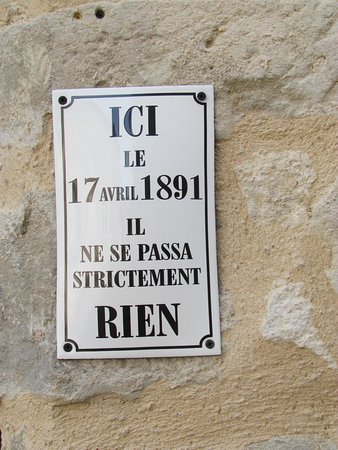 ICI
LE
17 AVRIL 1891
IL
NE SE PASSA
STRICTEMENT
RIEN